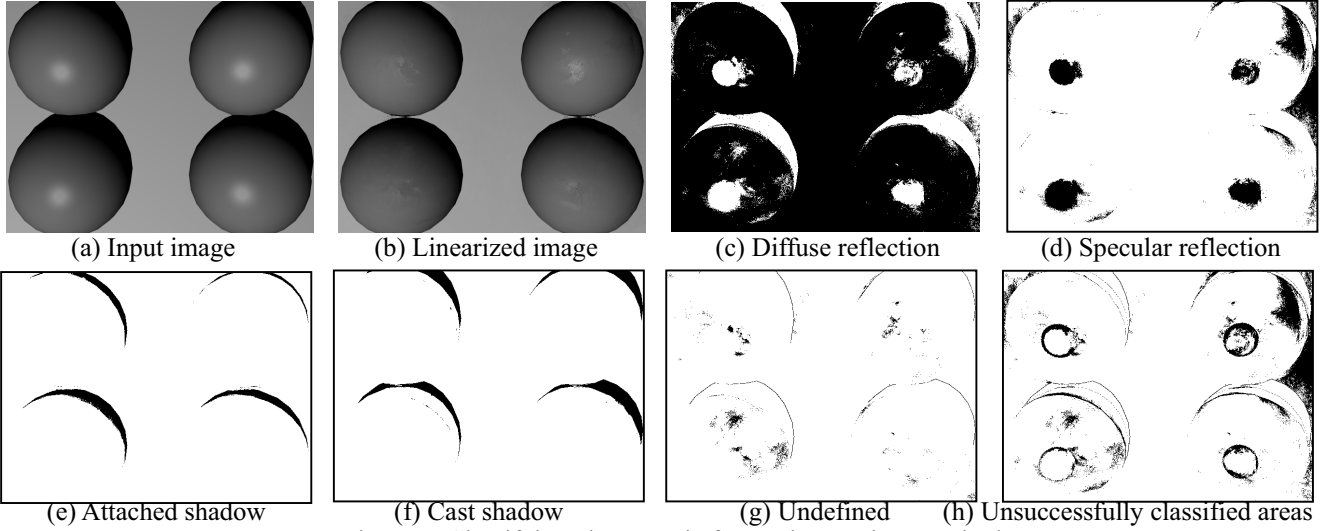 (a) Input image
(b) Linearized image
(c) Diffuse reflection
(d) Specular reflection
(e) Attached shadow
(f) Cast shadow
(g) Undefined
(h) Unsuccessfully classified areas